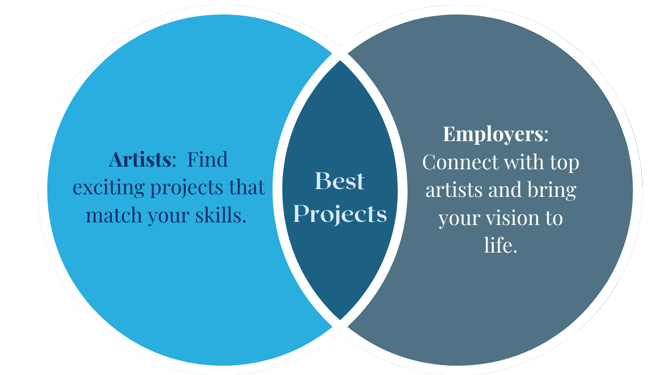 Artists: Find
exciting projects that
match your skills.
Best
Projects
Employers:
Connect with top
artists and bring
your vision to
life.